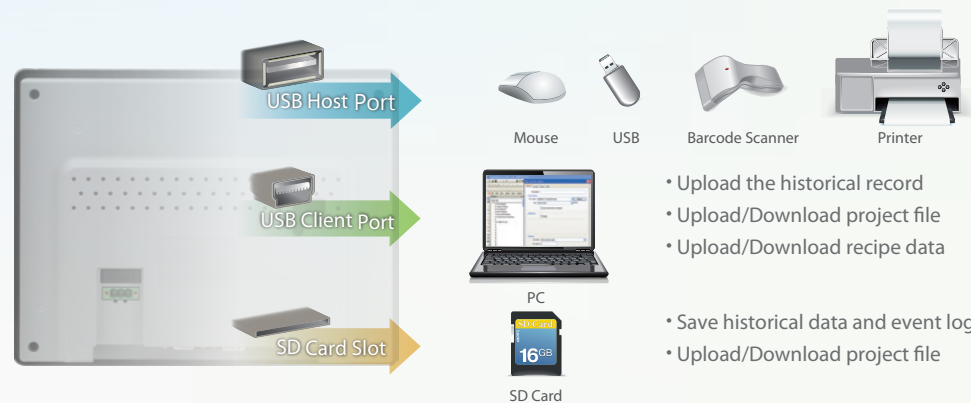 USB Host Port
Mouse
USB
Barcode Scanner
Printer
USB Client Port
• Upload the historical record
• Upload/Download project file
• Upload/Download recipe data
PC
SD Card Slot
SD Card
16GB
• Save historical data and event log
• Upload/Download project file
SD Card